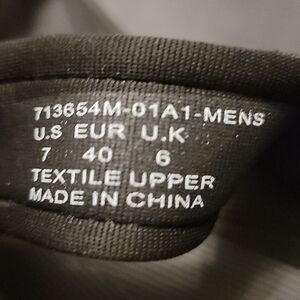 713654M-01A1-MENS
U.S EUR U.K
7 40 6
TEXTILE UPPER
MADE IN CHINA